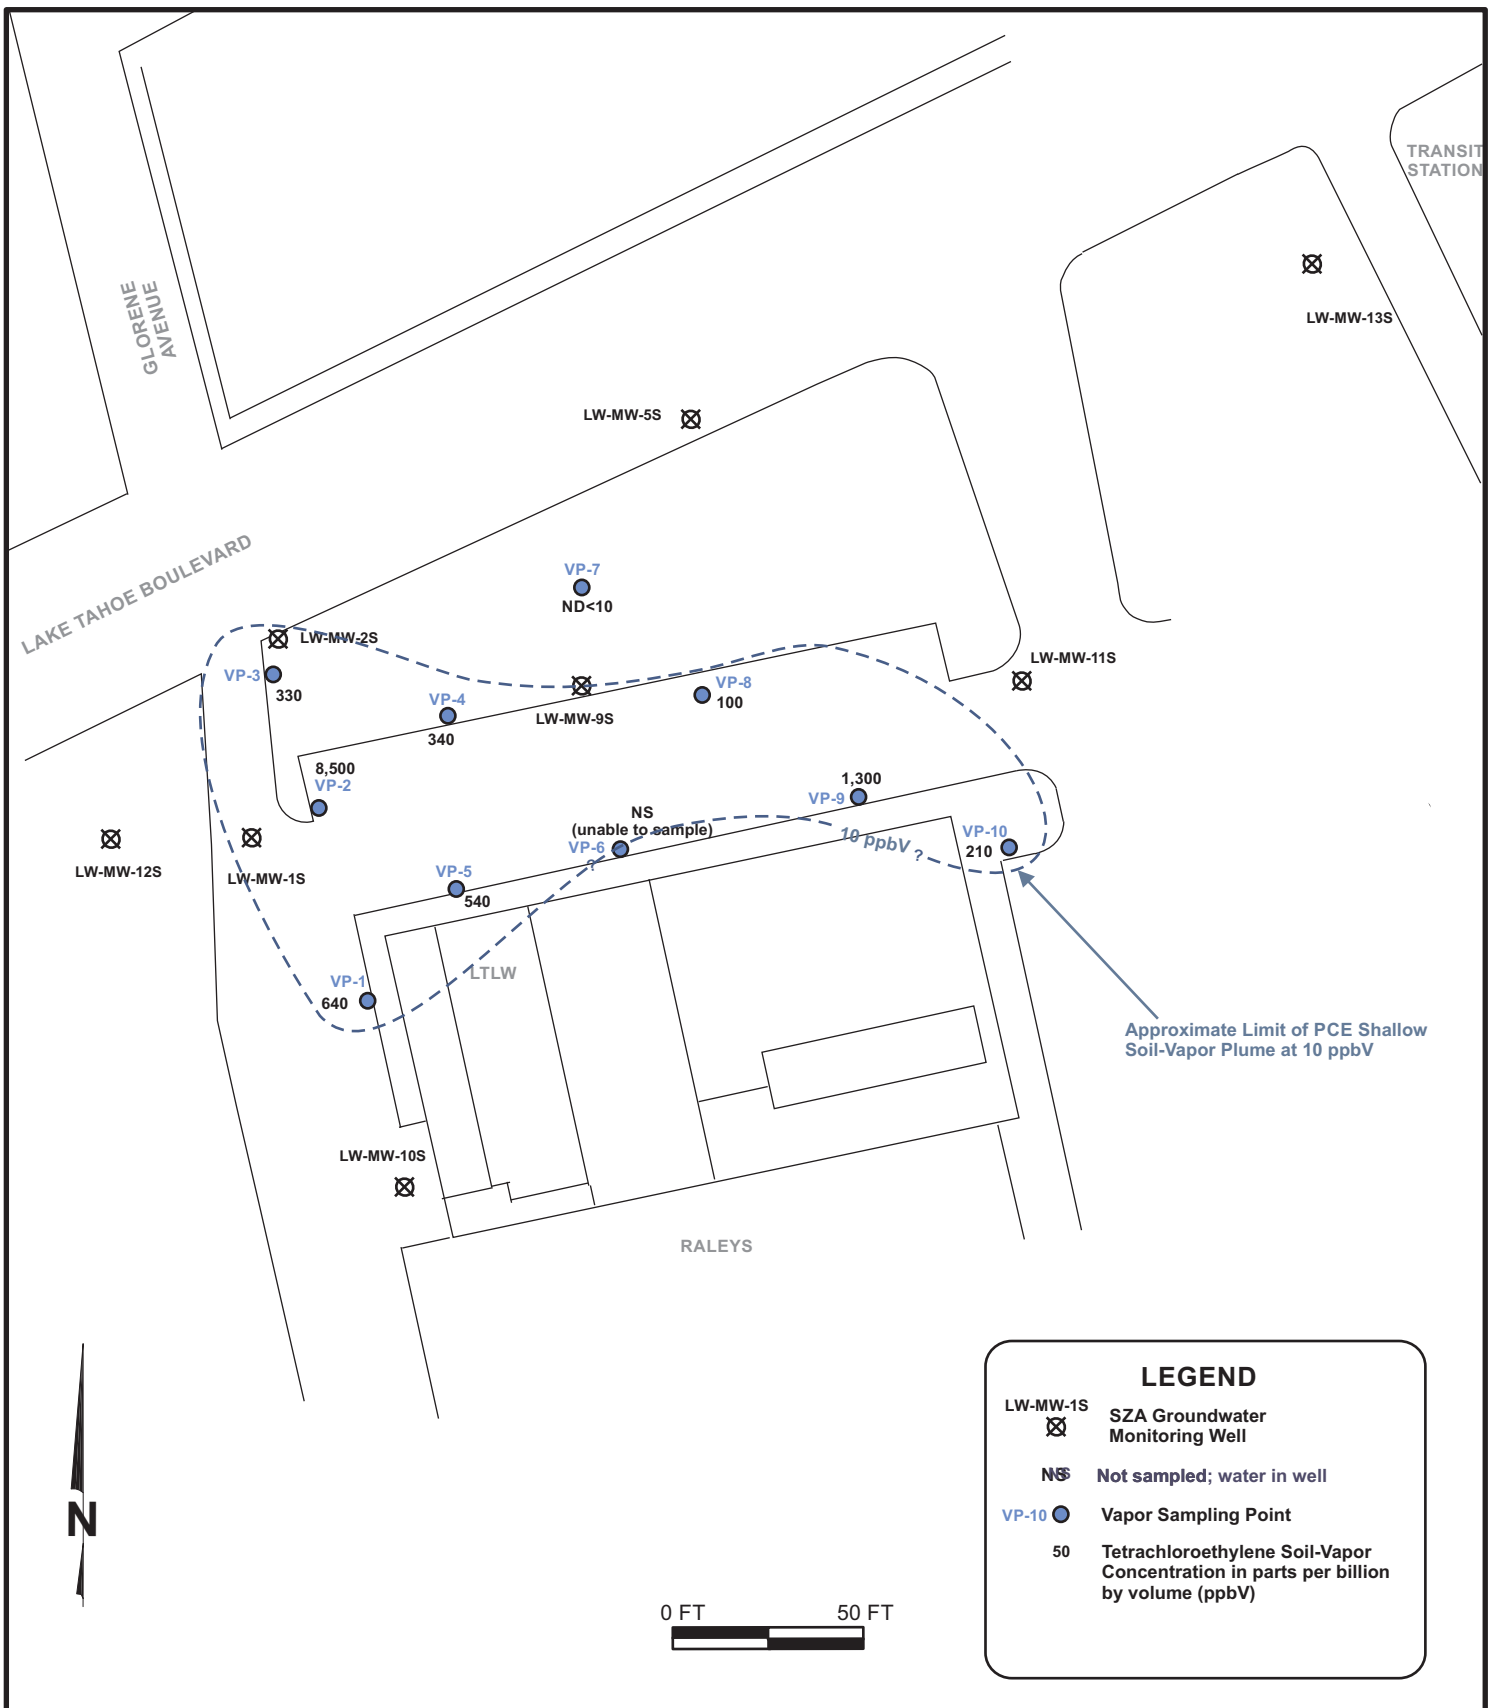 TRANSIT
STATION
GLORENE
AVENUE
LW-MW-13S
LW-MW-5S
LAKE TAHOE BOULEVARD
VP-7
ND<10
LW-MW-2S
LW-MW-11S
VP-3
330
VP-4
340
LW-MW-9S
VP-8
100
8,500
VP-2
1,300
VP-9
NS
(unable to sample)
VP-6
?
10 ppbV
?
VP-10
210
LW-MW-12S
LW-MW-1S
VP-5
540
LTLW
VP-1
640
Approximate Limit of PCE Shallow
Soil-Vapor Plume at 10 ppbV
LW-MW-10S
RALEYS
N
0 FT
50 FT
LEGEND
LW-MW-1S
SZA Groundwater
Monitoring Well
NS
Not sampled; water in well
VP-10
Vapor Sampling Point
50
Tetrachloroethylene Soil-Vapor
Concentration in parts per billion
by volume (ppbV)